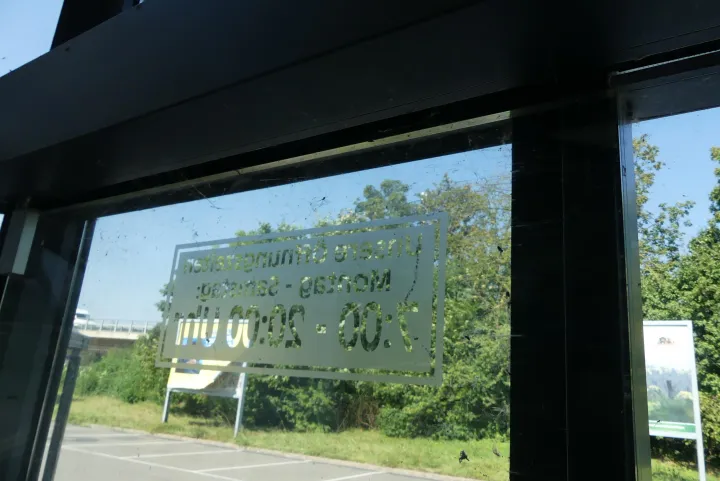 Unsere Öffnungszeiten
Montag - Samstag:
7:00 - 20:00 Uhr